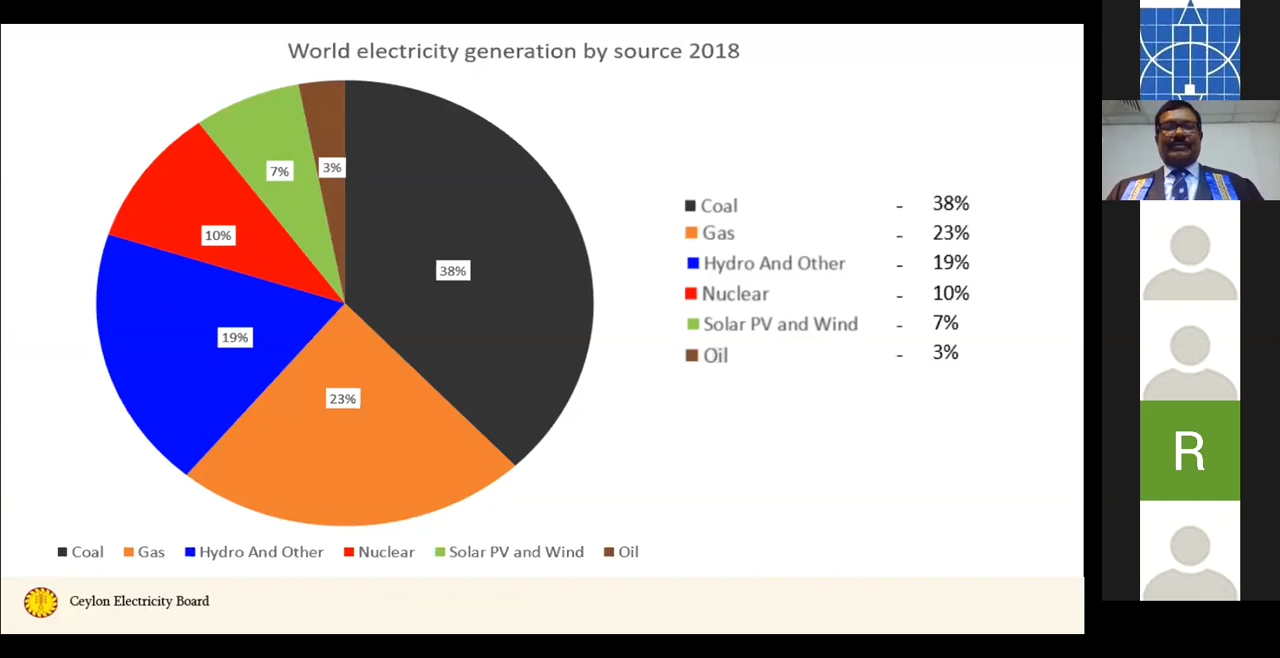 World electricity generation by source 2018
7%
3%
10%
38%
19%
23%
Coal - 38%
Gas - 23%
Hydro And Other - 19%
Nuclear - 10%
Solar PV and Wind - 7%
Oil - 3%
Coal Gas Hydro And Other Nuclear Solar PV and Wind Oil
Ceylon Electricity Board
R